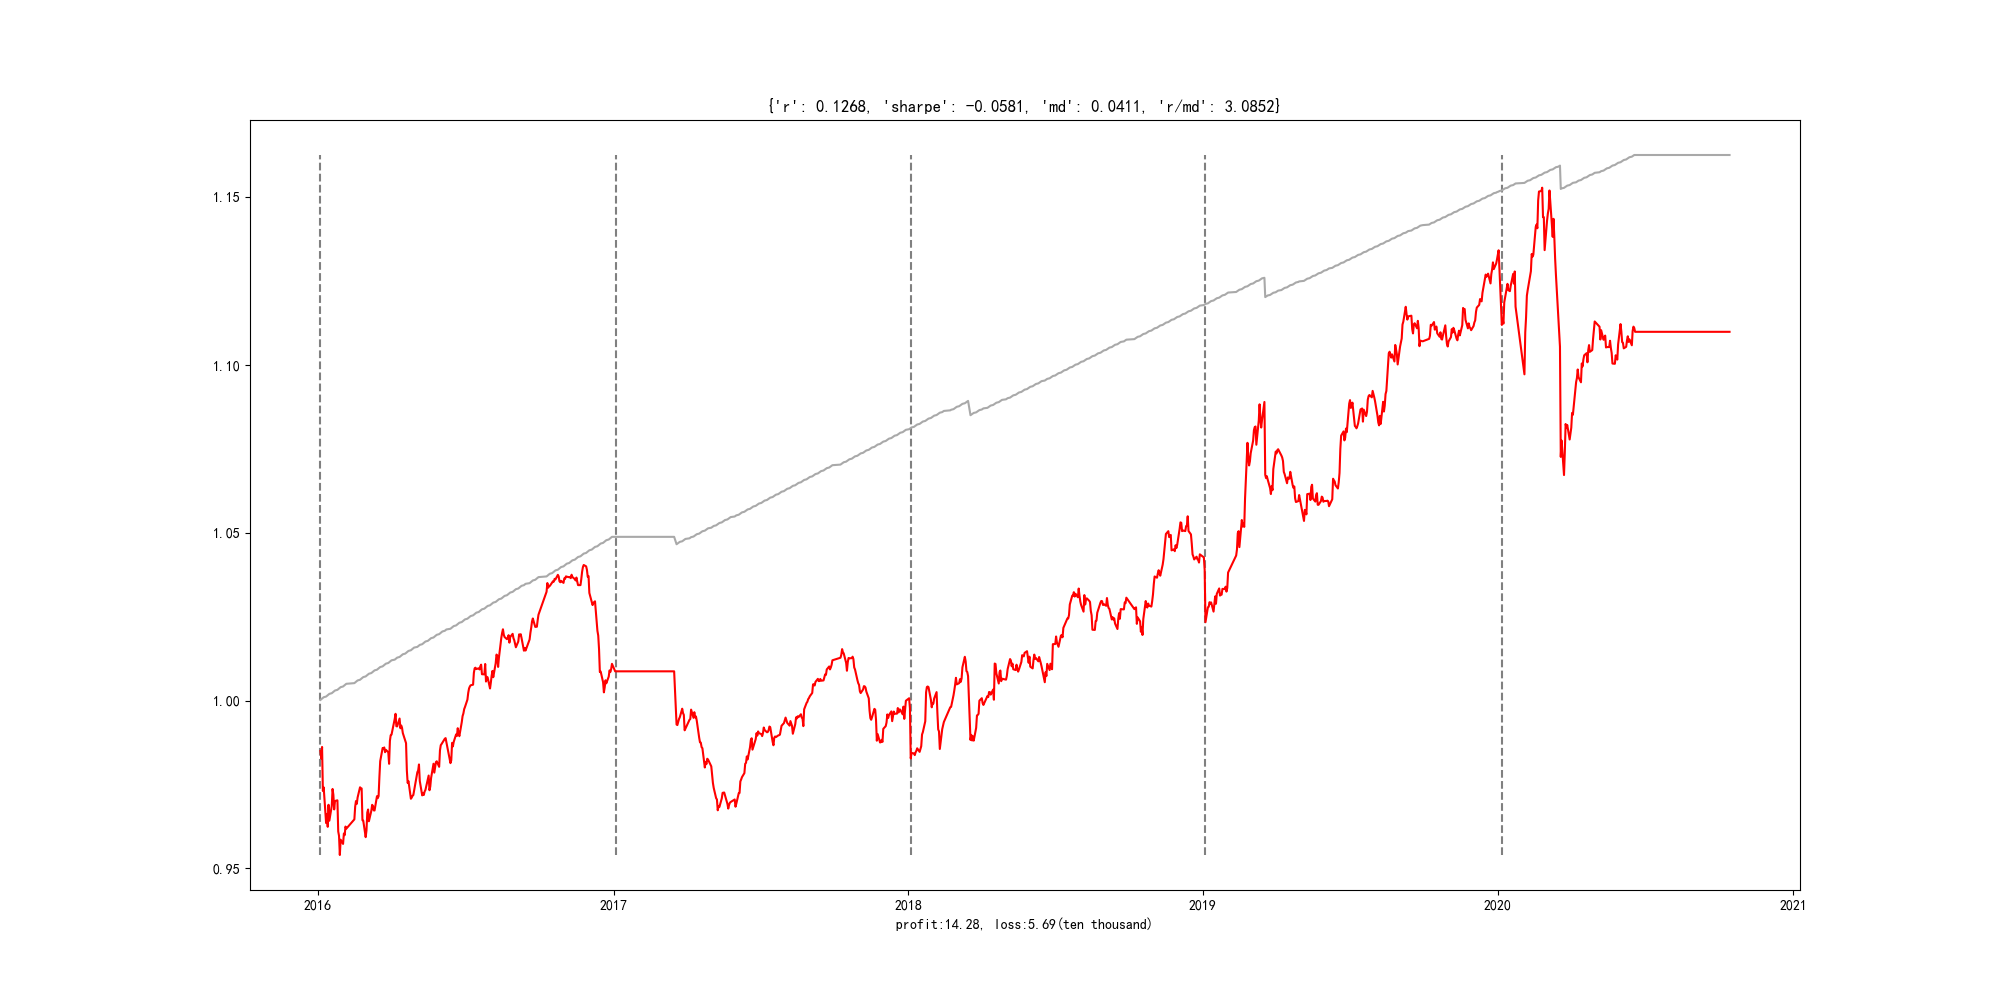 {'r': 0.1268, 'sharpe': -0.0581, 'md': 0.0411, 'r/md': 3.0852}
1.15
1.10
1.05
1.00
0.95
2016 2017 2018 2019 2020 2021
profit:14.28, loss:5.69(ten thousand)